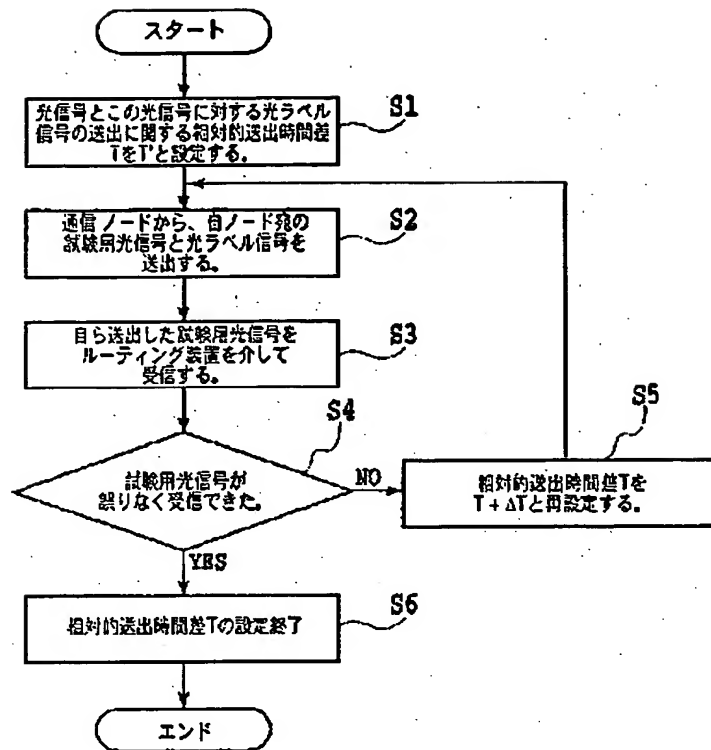 スタート
S1
光信号とこの光信号に対する光ラベル
信号の送出に関する相対的送出時間差
TをT'と設定する。
S2
通信ノードから、自ノード宛の
試験用光信号と光ラベル信号を
送出する。
S3
自ら送出した試験用光信号を
ルーティング装置を介して
受信する。
S4
試験用光信号が
誤りなく受信できた。
NO
S5
相対的送出時間差Tを
T+ΔTと再設定する。
YES
S6
相対的送出時間差Tの設定終了
エンド